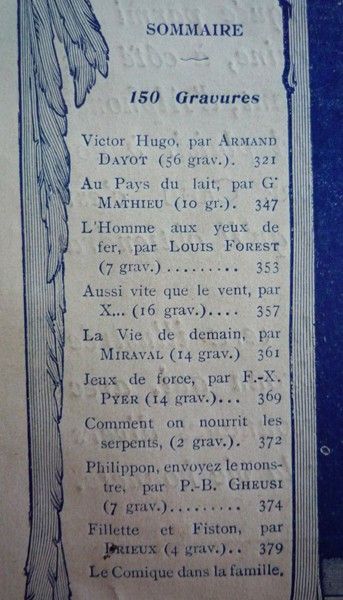 SOMMAIRE
150 Gravures
Victor Hugo, par ARMAND
DAYOT (56 grav.). 321
Au Pays du lait, par Gr
MATHIEU (10 gr.). 347
L'Homme aux yeux de
fer, par LOUIS FOREST
(7 grav.) ......... 353
Aussi vite que le vent, par
X... (16 grav.).... 357
La Vie de demain, par
MIRAVAL (14 grav.) 361
Jeux de force, par F.-X.
PYER (14 grav.)... 369
Comment on nourrit les
serpents, (2 grav.). 372
Philippon, envoyez le mons-
tre, par P.-B. GHEUSI
(7 grav.)........ 374
Fillette et Fiston, par
BRIEUX (4 grav.).. 379
Le Comique dans la famille.